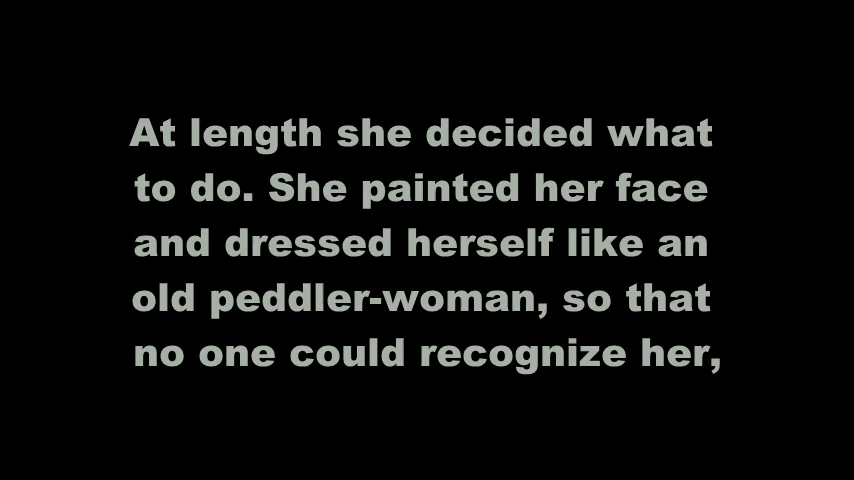 At length she decided what
to do. She painted her face
and dressed herself like an
old peddler-woman, so that
no one could recognize her,